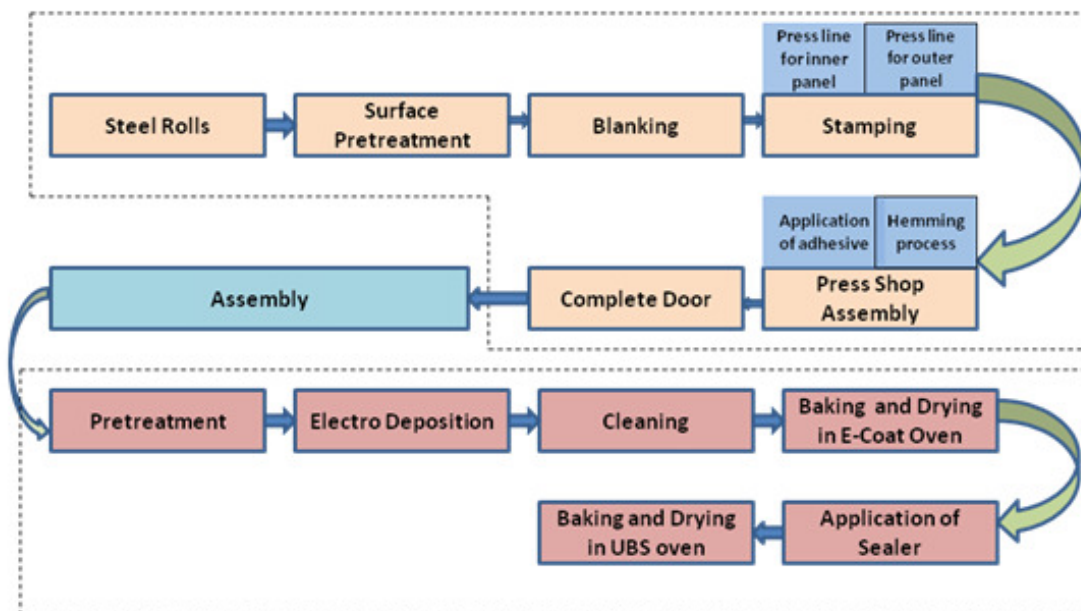 Press line
for inner
panel
Press line
for outer
panel
Steel Rolls
Surface
Pretreatment
Blanking
Stamping
Application
of adhesive
Hemming
process
Press Shop
Assembly
Complete Door
Assembly
Pretreatment
Electro Deposition
Cleaning
Baking and Drying
in E-Coat Oven
Application of
Sealer
Baking and Drying
in UBS oven